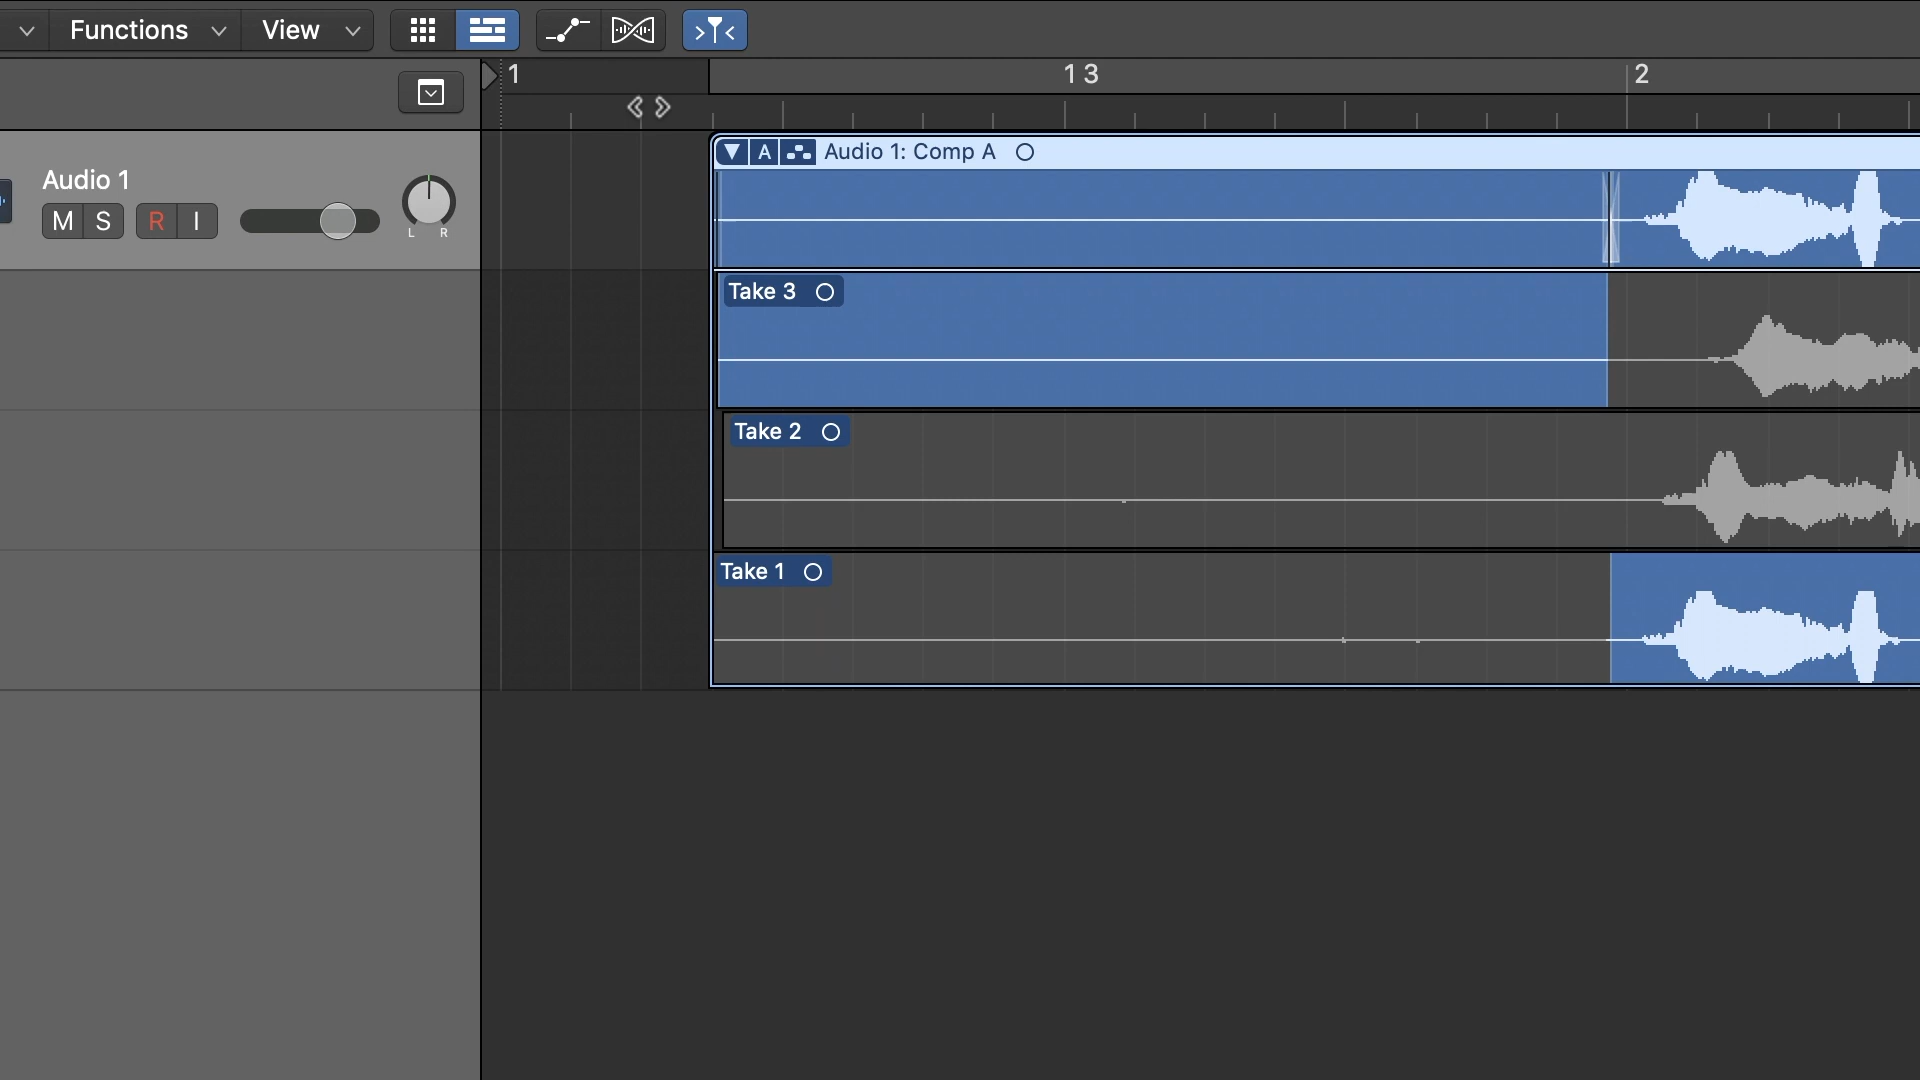 Functions View
1 1 3 2
A Audio 1: Comp A
Audio 1
M S R I
L R
Take 3
Take 2
Take 1